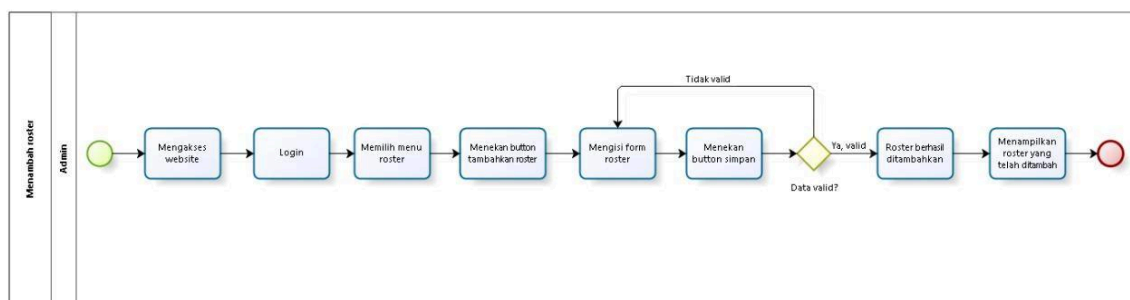 Menambah roster
Admin
Mengakses
website
Login
Memilih menu
roster
Menekan button
tambahkan roster
Mengisi form
roster
Menekan
button simpan
Tidak valid
Data valid?
Ya, valid
Roster berhasil
ditambahkan
Menampilkan
roster yang
telah ditambah